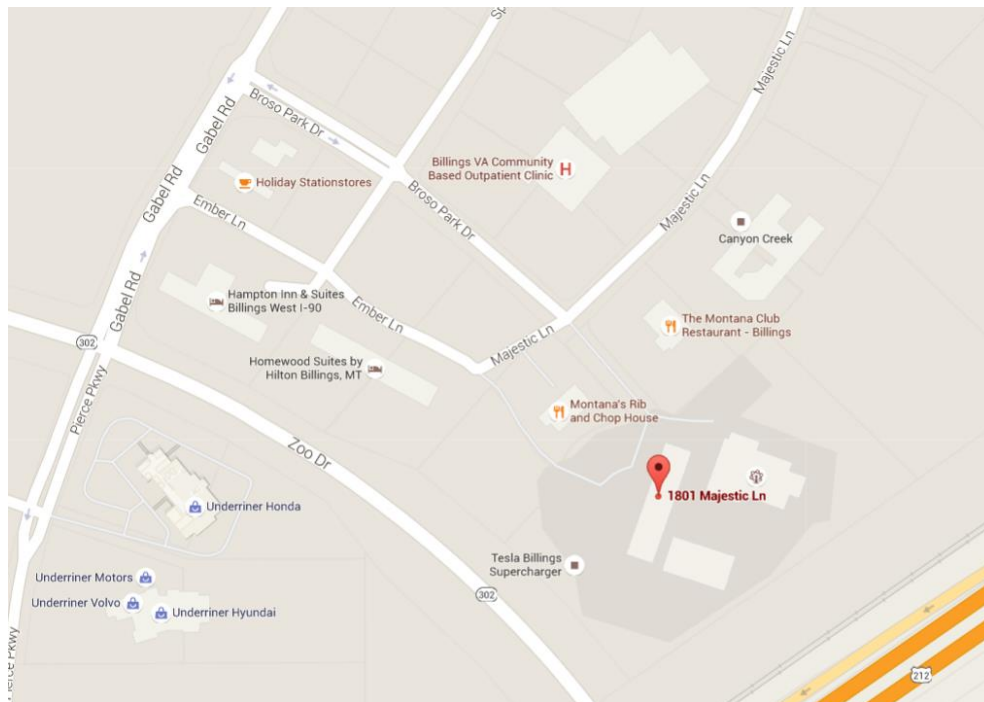 Sp
Majestic Ln
Gabel Rd
Broso Park Dr
Billings VA Community
Based Outpatient Clinic
H
Holiday Stationstores
Gabel Rd
Broso Park Dr
Majestic Ln
Ember Ln
Canyon Creek
Gabel Rd
Hampton Inn & Suites
Billings West I-90
Ember Ln
The Montana Club
Restaurant - Billings
302
Majestic Ln
Homewood Suites by
Hilton Billings, MT
Pierce Pkwy
Montana's Rib
and Chop House
Zoo Dr
1801 Majestic Ln
Underriner Honda
Tesla Billings
Supercharger
Underriner Motors
302
Underriner Volvo
Underriner Hyundai
Pierce Pkwy
212